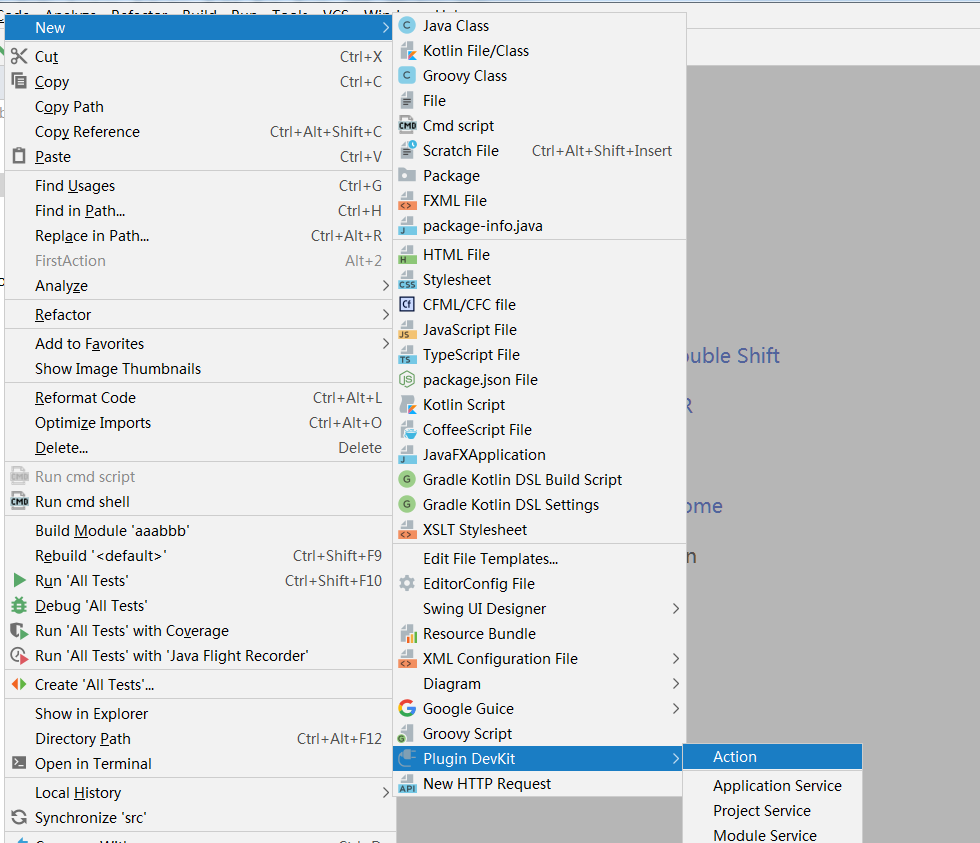 Analyze Refactor Build Run Tools VCS
New
Cut Ctrl+X
Copy Ctrl+C
Copy Path
Copy Reference Ctrl+Alt+Shift+C
Paste Ctrl+V
Find Usages Ctrl+G
Find in Path... Ctrl+H
Replace in Path... Ctrl+Alt+R
FirstAction Alt+2
Analyze
Refactor
Add to Favorites
Show Image Thumbnails
Reformat Code Ctrl+Alt+L
Optimize Imports Ctrl+Alt+O
Delete... Delete
Run cmd script
Run cmd shell
Build Module 'aaabbb'
Rebuild '<default>' Ctrl+Shift+F9
Run 'All Tests' Ctrl+Shift+F10
Debug 'All Tests'
Run 'All Tests' with Coverage
Run 'All Tests' with 'Java Flight Recorder'
Create 'All Tests'...
Show in Explorer
Directory Path Ctrl+Alt+F12
Open in Terminal
Local History
Synchronize 'src'
Java Class
Kotlin File/Class
Groovy Class
File
Cmd script
Scratch File Ctrl+Alt+Shift+Insert
Package
FXML File
package-info.java
HTML File
Stylesheet
CFML/CFC file
JavaScript File
TypeScript File
package.json File
Kotlin Script
CoffeeScript File
JavaFXApplication
Gradle Kotlin DSL Build Script
Gradle Kotlin DSL Settings
XSLT Stylesheet
Edit File Templates...
EditorConfig File
Swing UI Designer
Resource Bundle
XML Configuration File
Diagram
Google Guice
Groovy Script
Plugin DevKit
New HTTP Request
Action
Application Service
Project Service
Module Service
ouble Shift
R
ome
n